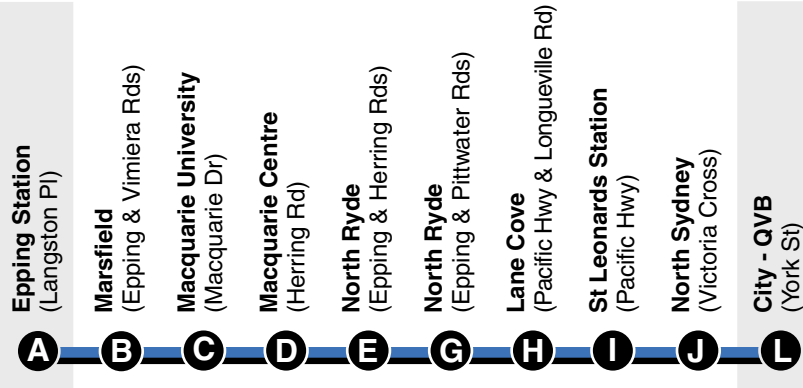 Epping Station
(Langston Pl)
Marsfield
(Epping & Vimiera Rds)
Macquarie University
(Macquarie Dr)
Macquarie Centre
(Herring Rd)
North Ryde
(Epping & Herring Rds)
North Ryde
(Epping & Pittwater Rds)
Lane Cove
(Pacific Hwy & Longueville Rd)
St Leonards Station
(Pacific Hwy)
North Sydney
(Victoria Cross)
City - QVB
(York St)
A B C D E G H I J L